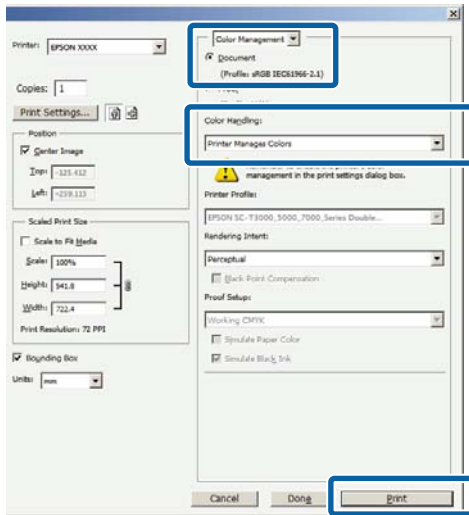 Printer: EPSON XXXX
Copies: 1
Print Settings...
Position
Center Image
Top: -125.412
Left: -259.115
Scaled Print Size
Scale to Fit Media
Scale: 100%
Height: 541.8
Width: 722.4
Print Resolution: 72 PPI
Bounding Box
Units: mm
Color Management
Document
(Profile: sRGB IEC61966-2.1)
Color Handling:
Printer Manages Colors
management in the print settings dialog box.
Printer Profile:
EPSON SC-T3000_5000_7000_Series Double...
Rendering Intent:
Perceptual
Black Point Compensation
Proof Setup:
Working CMYK
Simulate Paper Color
Simulate Black Ink
Cancel
Done
Print